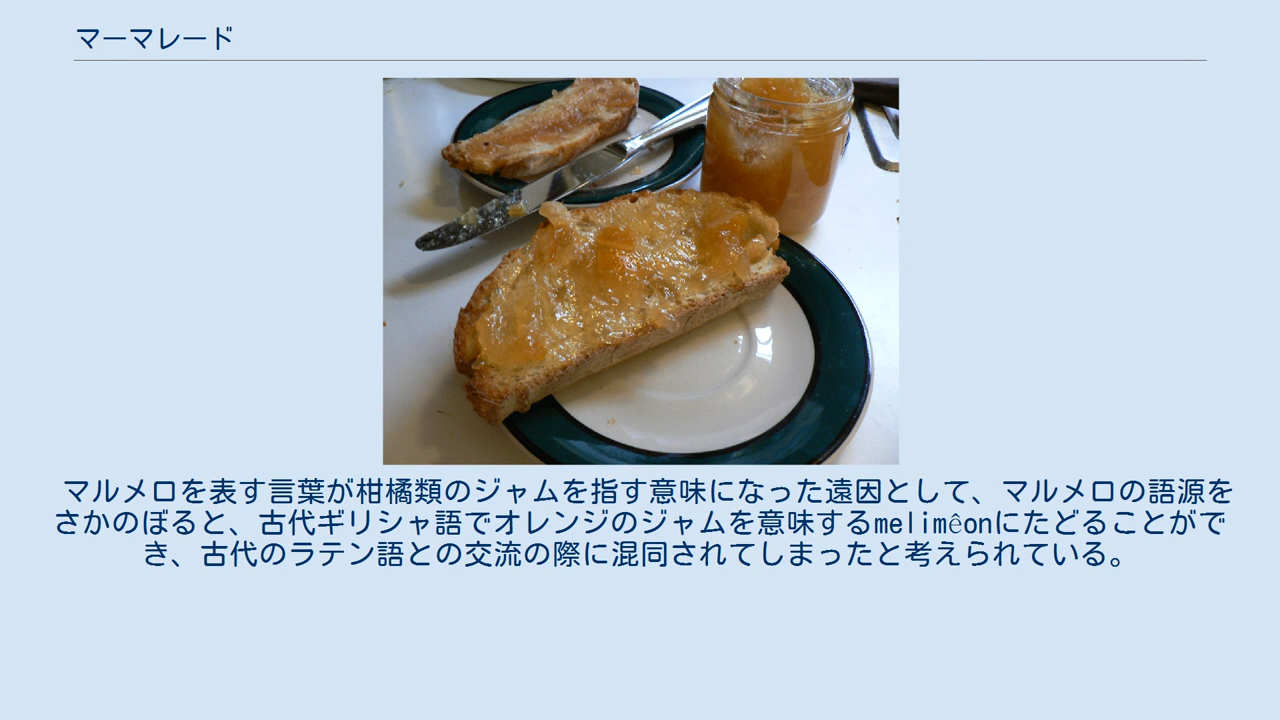 マーマレード
マルメロを表す言葉が柑橘類のジャムを指す意味になった遠因として、マルメロの語源を
さかのぼると、古代ギリシャ語でオレンジのジャムを意味するmelimêonにたどることがで
き、古代のラテン語との交流の際に混同されてしまったと考えられている。